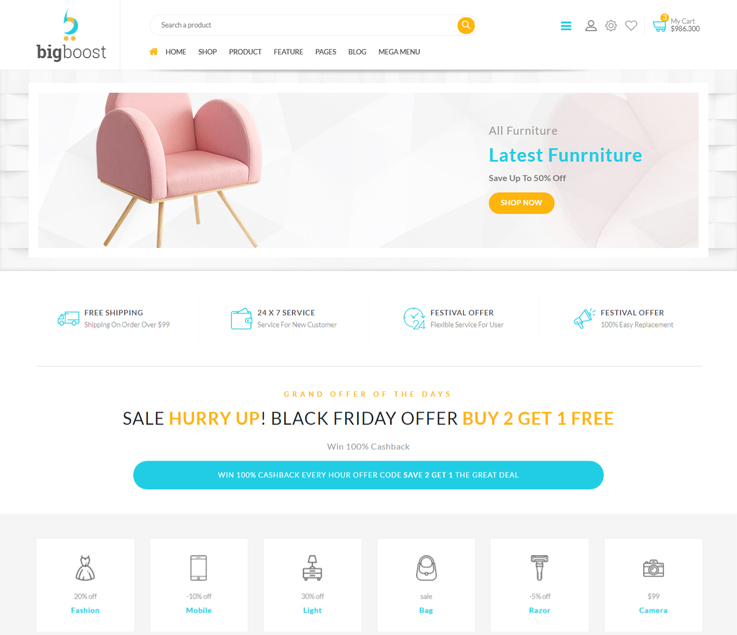 Search a product
3
My Cart
$986.300
bigboost
HOME SHOP PRODUCT FEATURE PAGES BLOG MEGA MENU
All Furniture
Latest Funrniture
Save Up To 50% Off
SHOP NOW
FREE SHIPPING
Shipping On Order Over $99
24 X 7 SERVICE
Service For New Customer
24
FESTIVAL OFFER
Flexible Service For User
FESTIVAL OFFER
100% Easy Replacement
GRAND OFFER OF THE DAYS
SALE HURRY UP! BLACK FRIDAY OFFER BUY 2 GET 1 FREE
Win 100% Cashback
WIN 100% CASHBACK EVERY HOUR OFFER CODE SAVE 2 GET 1 THE GREAT DEAL
20% off
Fashion
-10% off
Mobile
30% off
Light
sale
Bag
-5% off
Razor
$99
Camera